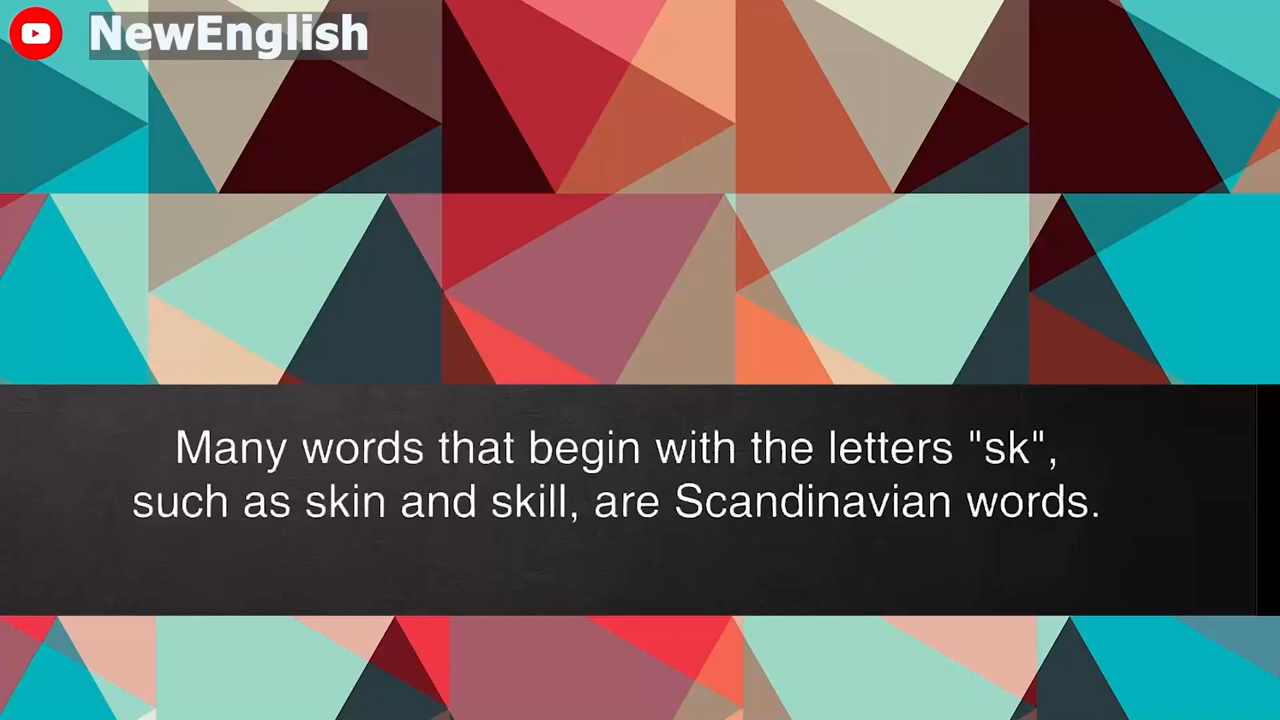 NewEnglish
Many words that begin with the letters "sk",
such as skin and skill, are Scandinavian words.